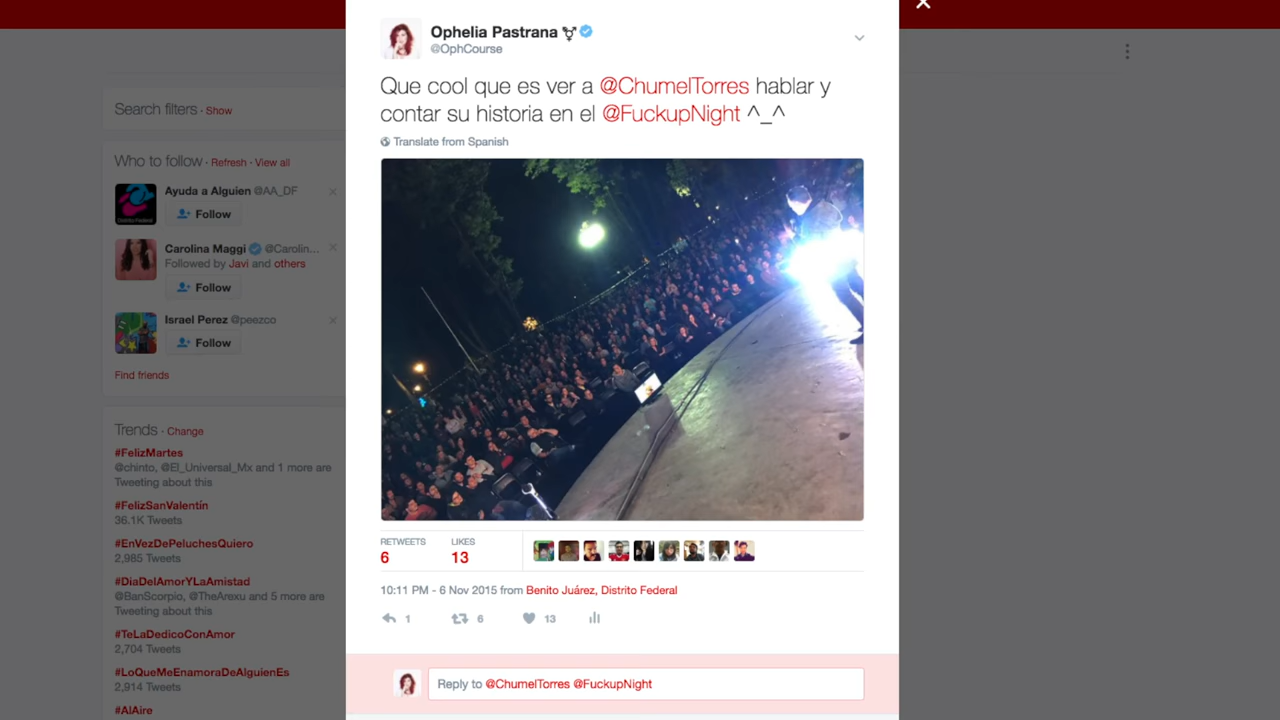 Ophelia Pastrana ⚧
@OphCourse
Que cool que es ver a @ChumelTorres hablar y
contar su historia en el @FuckupNight ^_^
Translate from Spanish
RETWEETS
6
LIKES
13
10:11 PM - 6 Nov 2015 from Benito Juárez, Distrito Federal
1
6
13
Reply to @ChumelTorres @FuckupNight
Search filters · Show
Who to follow · Refresh · View all
Ayuda a Alguien @AA_DF
Follow
Carolina Maggi @Carolin...
Followed by Javi and others
Follow
Israel Perez @peezco
Follow
Find friends
Trends · Change
#FelizMartes
@chinto, @El_Universal_Mx and 1 more are
Tweeting about this
#FelizSanValentín
36.1K Tweets
#EnVezDePeluchesQuiero
2,985 Tweets
#DiaDelAmorYLaAmistad
@BanScorpio, @TheArexu and 5 more are
Tweeting about this
#TeLaDedicoConAmor
2,704 Tweets
#LoQueMeEnamoraDeAlguienEs
2,914 Tweets
#AlAire